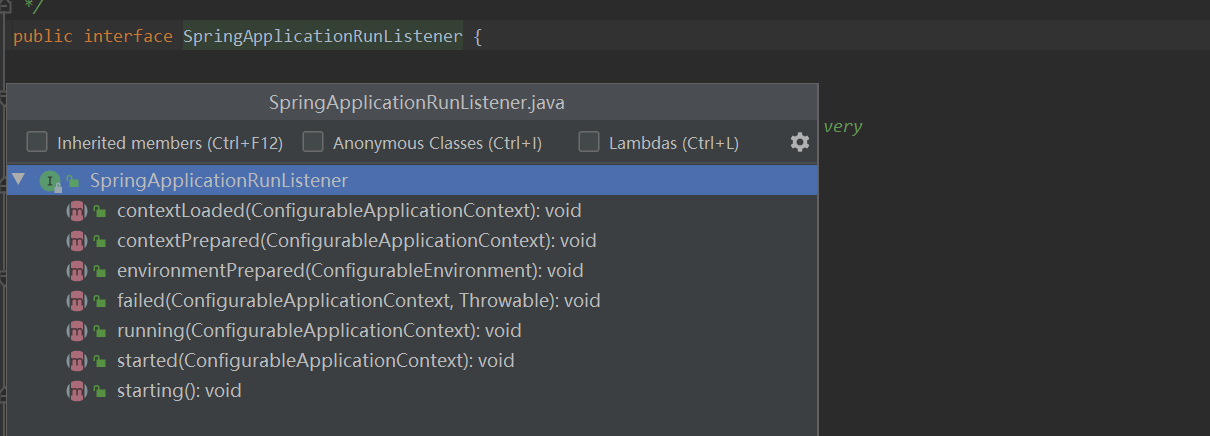 */
public interface SpringApplicationRunListener {
SpringApplicationRunListener.java
very
Inherited members (Ctrl+F12) Anonymous Classes (Ctrl+I) Lambdas (Ctrl+L)
I SpringApplicationRunListener
m contextLoaded(ConfigurableApplicationContext): void
m contextPrepared(ConfigurableApplicationContext): void
m environmentPrepared(ConfigurableEnvironment): void
m failed(ConfigurableApplicationContext, Throwable): void
m running(ConfigurableApplicationContext): void
m started(ConfigurableApplicationContext): void
m starting(): void